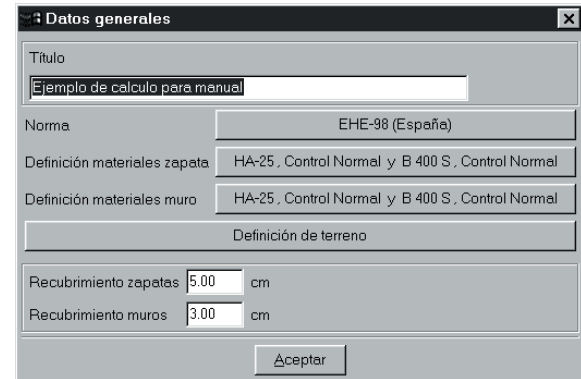 Datos generales
Título
Ejemplo de calculo para manual
Norma EHE-98 (España)
Definición materiales zapata HA-25 , Control Normal y B 400 S , Control Normal
Definición materiales muro HA-25 , Control Normal y B 400 S , Control Normal
Definición de terreno
Recubrimiento zapatas 5.00 cm
Recubrimiento muros 3.00 cm
Aceptar